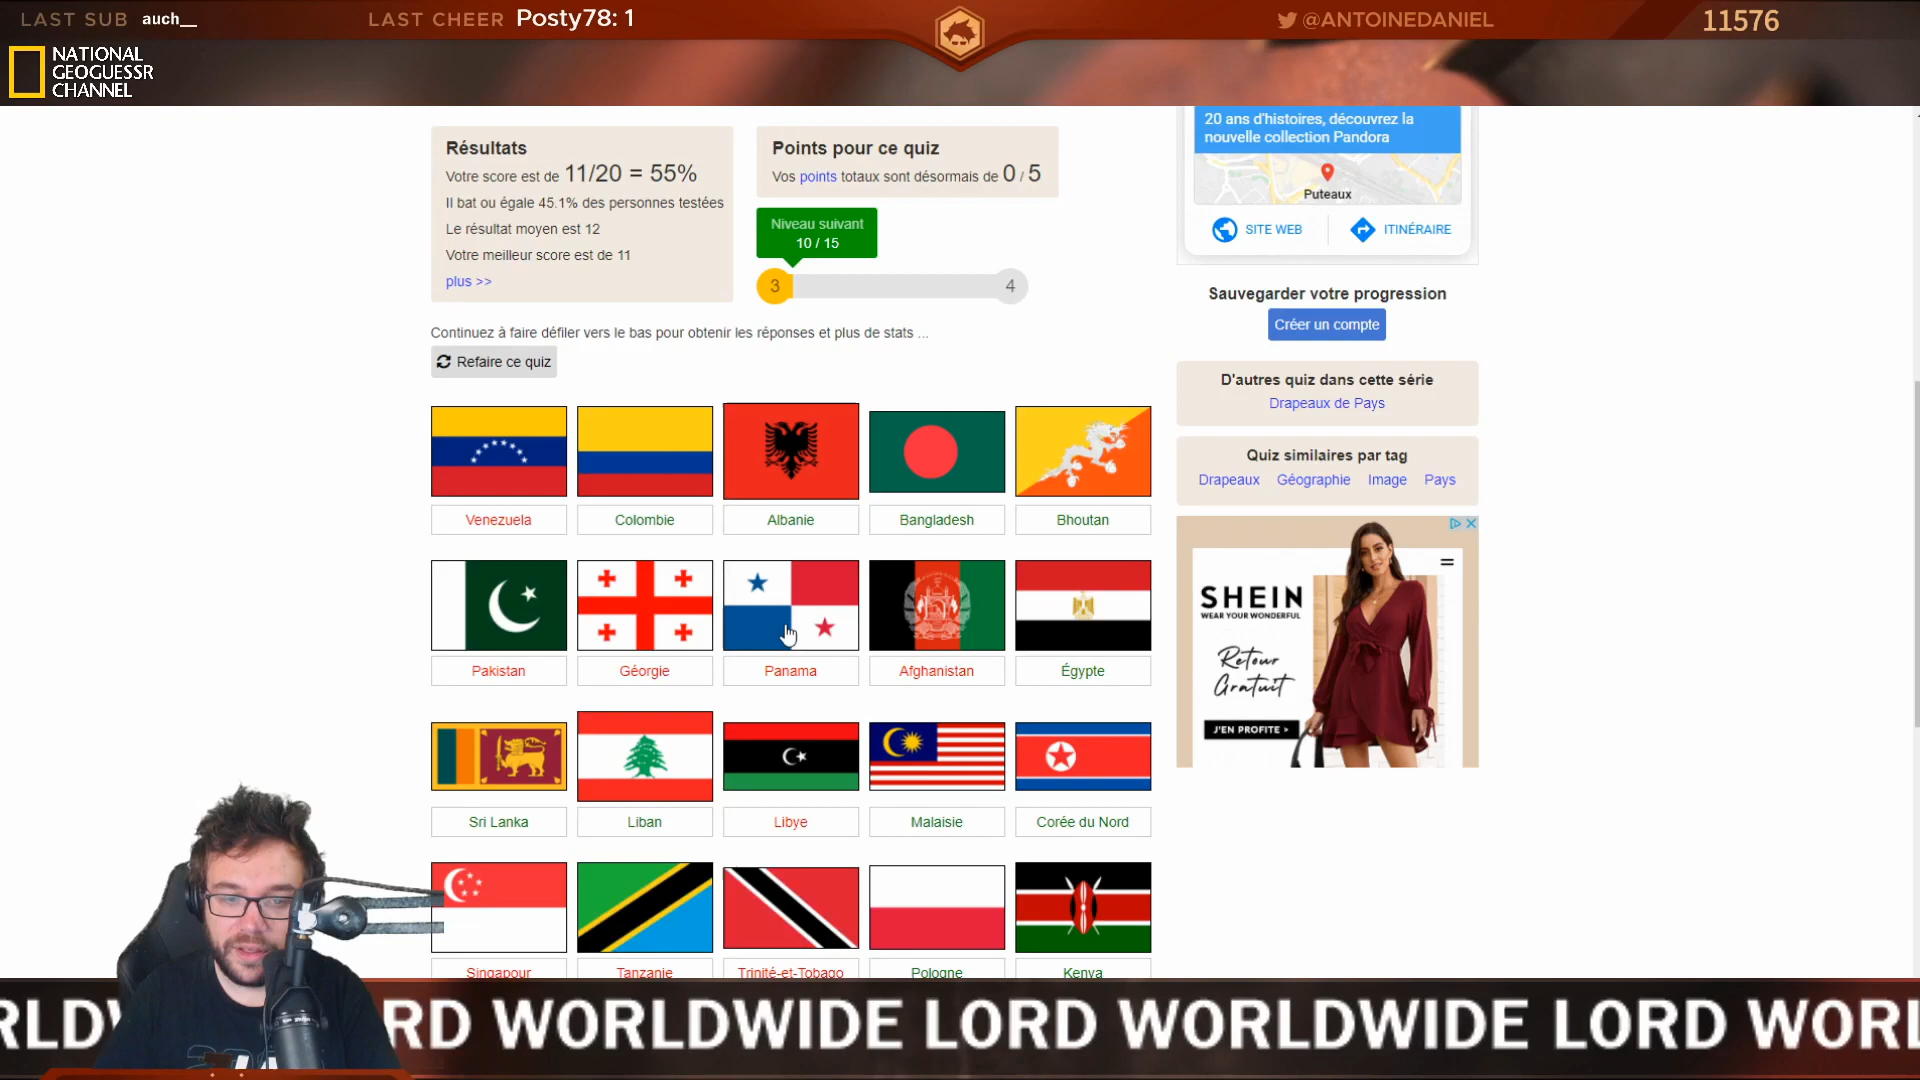 LAST SUB auch__
LAST CHEER Posty78: 1
@ANTOINEDANIEL
11576
NATIONAL
GEOGUESSR
CHANNEL
Résultats
Votre score est de 11/20 = 55%
Il bat ou égale 45.1% des personnes testées
Le résultat moyen est 12
Votre meilleur score est de 11
plus >>
Points pour ce quiz
Vos points totaux sont désormais de 0 / 5
Niveau suivant
10 / 15
3
4
Continuez à faire défiler vers le bas pour obtenir les réponses et plus de stats ...
Refaire ce quiz
Venezuela
Colombie
Albanie
Bangladesh
Bhoutan
Pakistan
Géorgie
Panama
Afghanistan
Égypte
Sri Lanka
Liban
Libye
Malaisie
Corée du Nord
Singapour
Tanzanie
Trinité-et-Tobago
Pologne
Kenya
20 ans d'histoires, découvrez la
nouvelle collection Pandora
Puteaux
SITE WEB
ITINÉRAIRE
Sauvegarder votre progression
Créer un compte
D'autres quiz dans cette série
Drapeaux de Pays
Quiz similaires par tag
Drapeaux Géographie Image Pays
SHEIN
WEAR YOUR WONDERFUL
Retour
Gratuit
J'EN PROFITE >
RLD
RD WORLDWIDE LORD WORLDWIDE LORD WORL